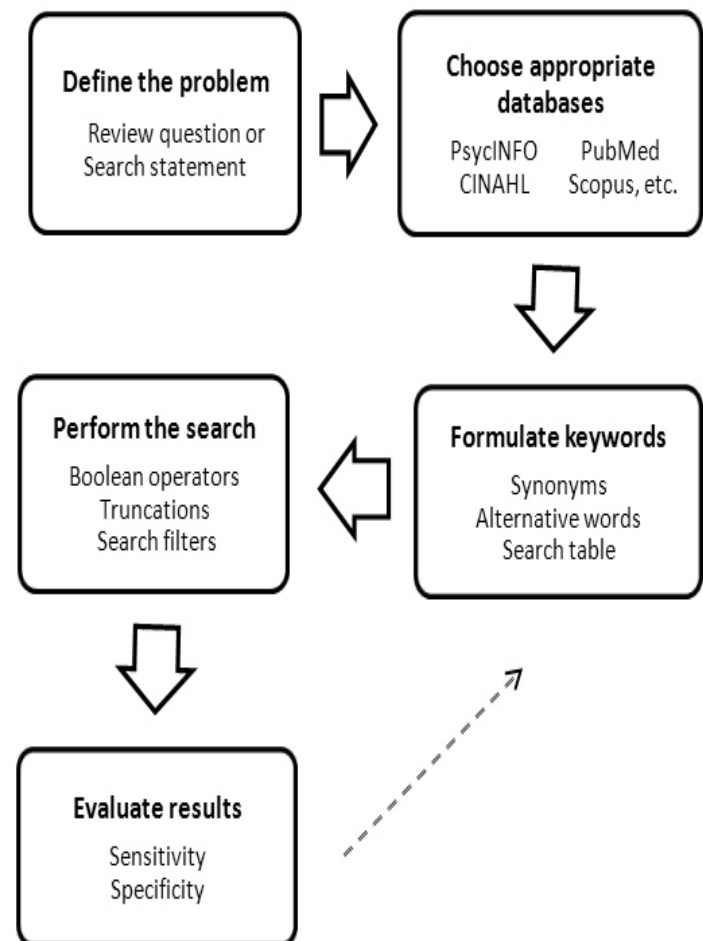 Define the problem
Review question or
Search statement
Choose appropriate
databases
PsycINFO PubMed
CINAHL Scopus, etc.
Formulate keywords
Synonyms
Alternative words
Search table
Perform the search
Boolean operators
Truncations
Search filters
Evaluate results
Sensitivity
Specificity